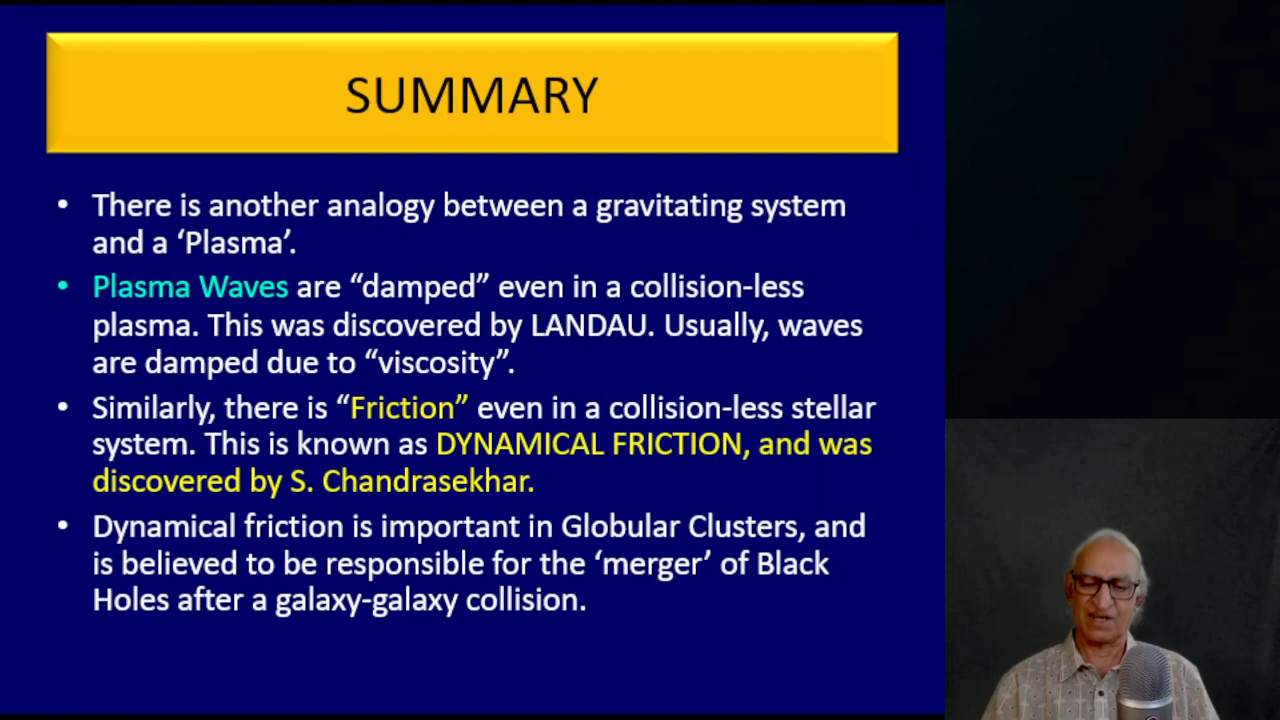 SUMMARY
• There is another analogy between a gravitating system
and a ‘Plasma’.
• Plasma Waves are “damped” even in a collision-less
plasma. This was discovered by LANDAU. Usually, waves
are damped due to “viscosity”.
• Similarly, there is “Friction” even in a collision-less stellar
system. This is known as DYNAMICAL FRICTION, and was
discovered by S. Chandrasekhar.
• Dynamical friction is important in Globular Clusters, and
is believed to be responsible for the ‘merger’ of Black
Holes after a galaxy-galaxy collision.